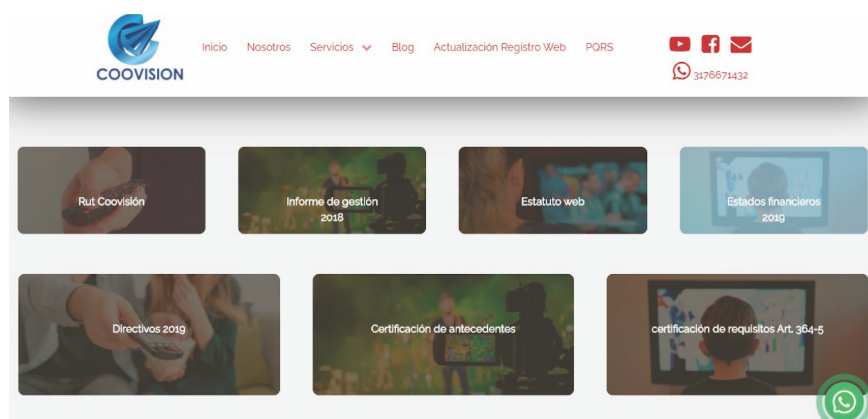 COOVISION
Inicio Nosotros Servicios Blog Actualización Registro Web PQRS
3176671432
Rut Coovisión
Informe de gestión
2018
Estatuto web
Estados financieros
2019
Directivos 2019
Certificación de antecedentes
certificación de requisitos Art. 364-5